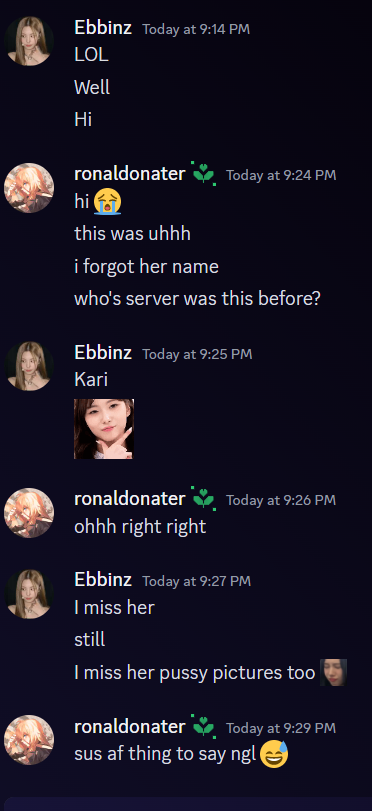 Ebbinz Today at 9:14 PM
LOL
Well
Hi
ronaldonater Today at 9:24 PM
hi 😭
this was uhhh
i forgot her name
who's server was this before?
Ebbinz Today at 9:25 PM
Kari
ronaldonater Today at 9:26 PM
ohhh right right
Ebbinz Today at 9:27 PM
I miss her
still
I miss her pussy pictures too
ronaldonater Today at 9:29 PM
sus af thing to say ngl 😅